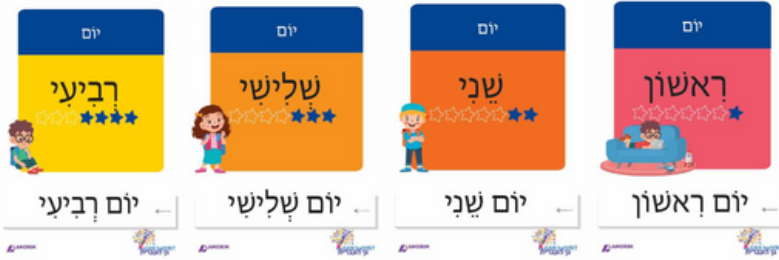 יוֹם
רִאשׁוֹן
יוֹם רִאשׁוֹן
יוֹם
שֵׁנִי
יוֹם שֵׁנִי
יוֹם
שְׁלִישִׁי
יוֹם שְׁלִישִׁי
יוֹם
רְבִיעִי
יוֹם רְבִיעִי